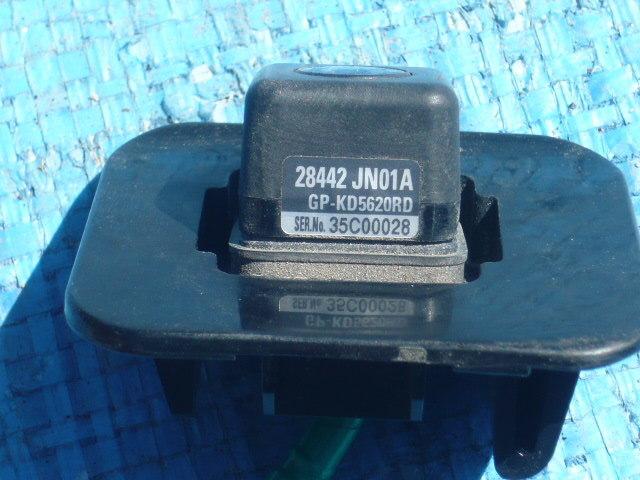 28442 JN01A
GP-KD5620RD
SER.No. 35C00028